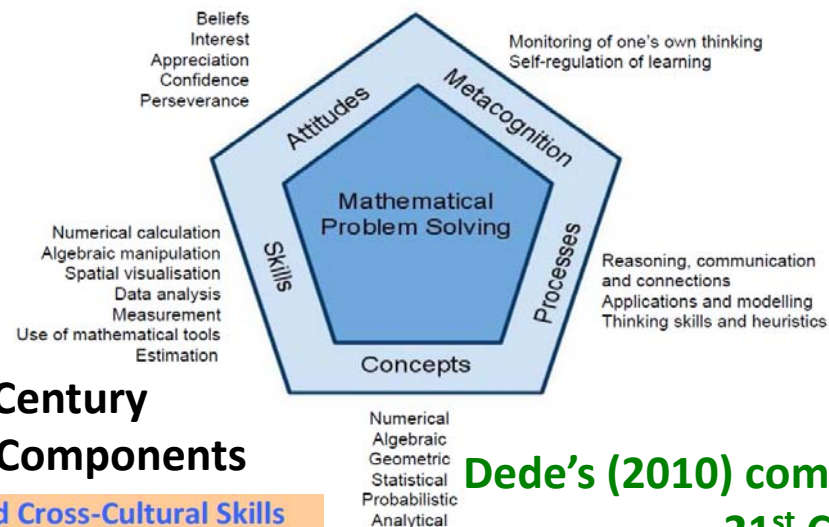 Beliefs
Interest
Appreciation
Confidence
Perseverance
Monitoring of one's own thinking
Self-regulation of learning
Attitudes
Metacognition
Mathematical
Problem Solving
Numerical calculation
Algebraic manipulation
Spatial visualisation
Data analysis
Measurement
Use of mathematical tools
Estimation
Skills
Processes
Reasoning, communication
and connections
Applications and modelling
Thinking skills and heuristics
Concepts
Numerical
Algebraic
Geometric
Statistical
Probabilistic
Analytical
Century
Components
Cross-Cultural Skills
Dede's (2010)
21st